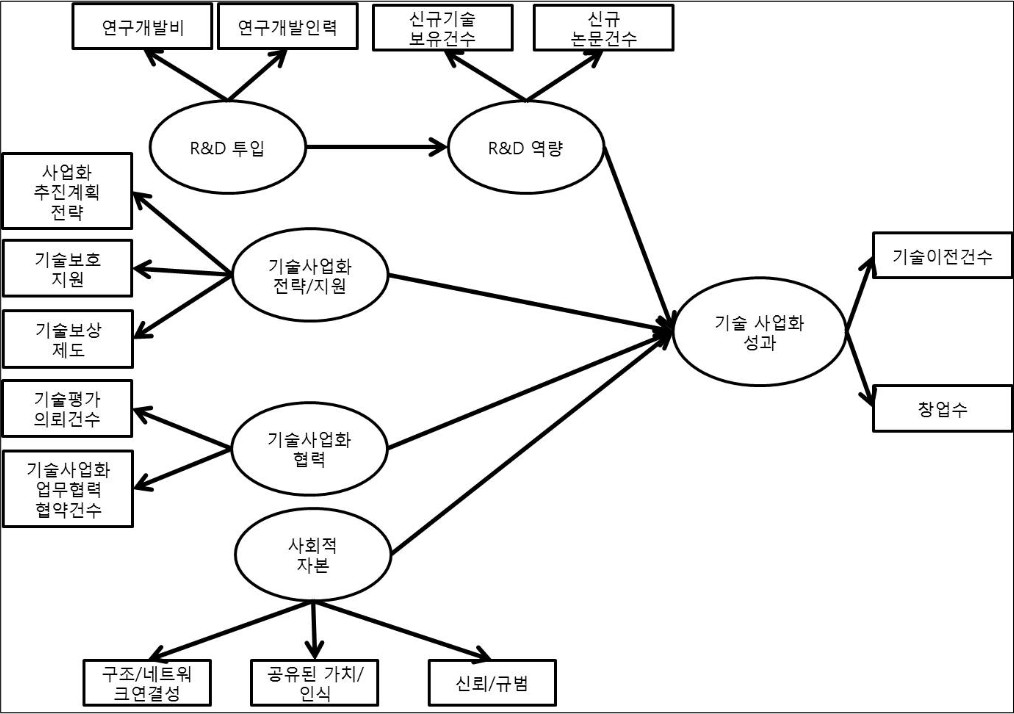 연구개발비
연구개발인력
신규기술
보유건수
신규
논문건수
R&D 투입
R&D 역량
사업화
추진계획
전략
기술보호
지원
기술보상
제도
기술사업화
전략/지원
기술 사업화
성과
기술이전건수
창업수
기술평가
의뢰건수
기술사업화
업무협력
협약건수
기술사업화
협력
사회적
자본
구조/네트워
크연결성
공유된 가치/
인식
신뢰/규범